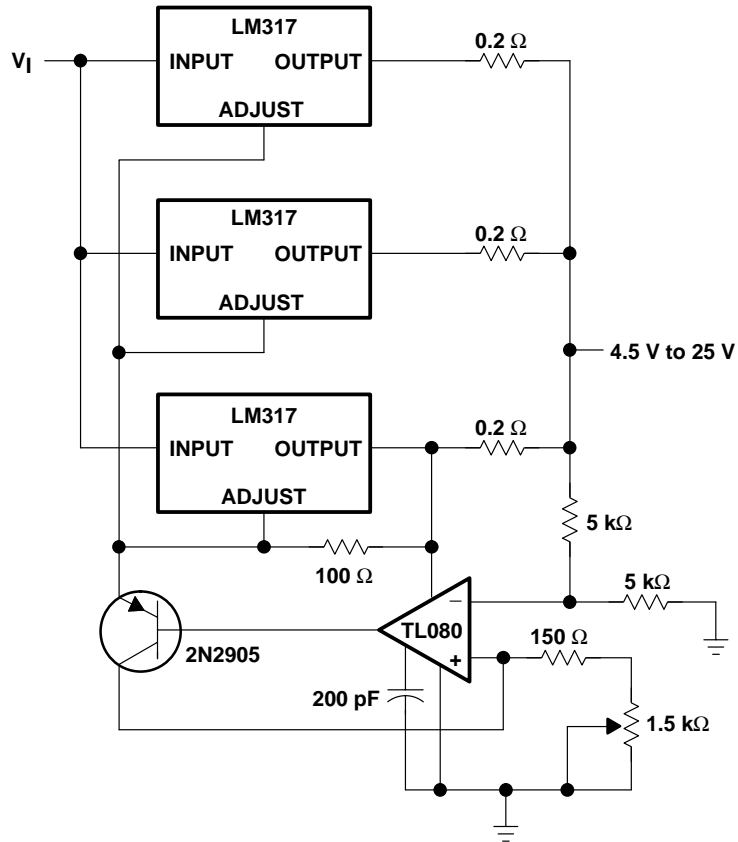 LM317
0.2 Ω
VI
INPUT OUTPUT
ADJUST
LM317
0.2 Ω
INPUT OUTPUT
ADJUST
4.5 V to 25 V
LM317
0.2 Ω
INPUT OUTPUT
ADJUST
5 kΩ
100 Ω
5 kΩ
−
TL080
150 Ω
2N2905
+
200 pF
1.5 kΩ